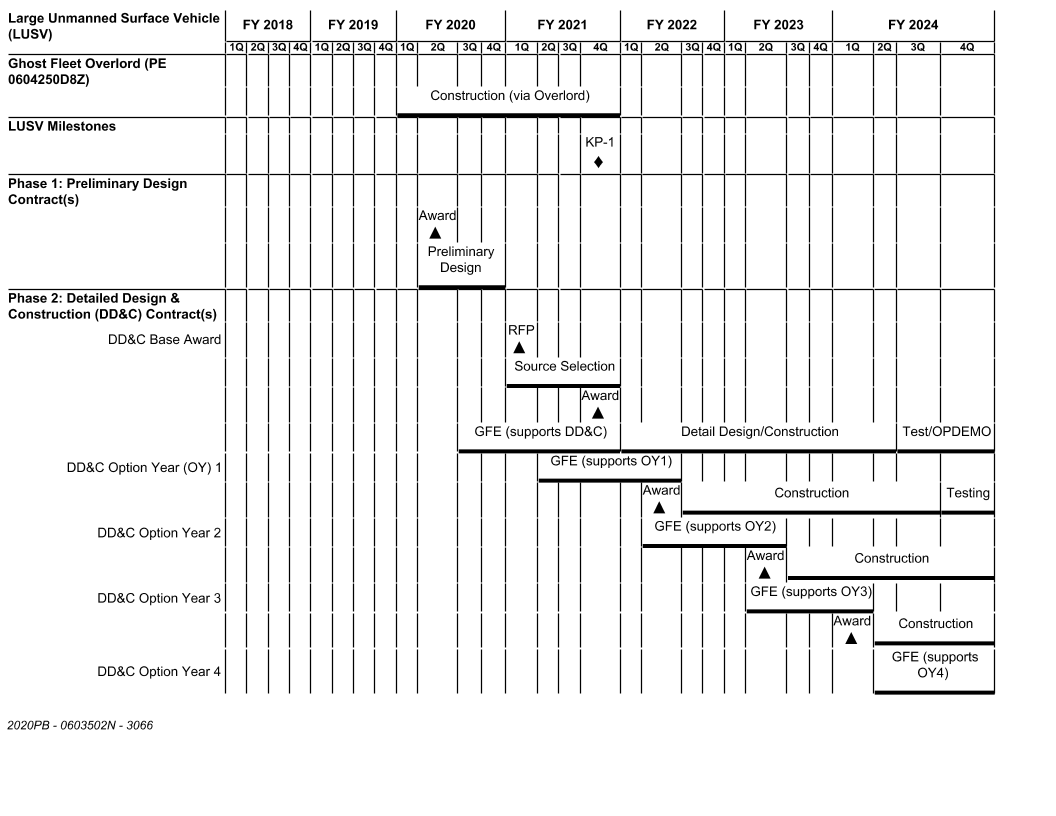 Large Unmanned Surface Vehicle
(LUSV)
FY 2018 FY 2019 FY 2020 FY 2021 FY 2022 FY 2023 FY 2024
1Q 2Q 3Q 4Q 1Q 2Q 3Q 4Q 1Q 2Q 3Q 4Q 1Q 2Q 3Q 4Q 1Q 2Q 3Q 4Q 1Q 2Q 3Q 4Q 1Q 2Q 3Q 4Q
Ghost Fleet Overlord (PE
0604250D8Z)
Construction (via Overlord)
LUSV Milestones
KP-1
Phase 1: Preliminary Design
Contract(s)
Award
Preliminary
Design
Phase 2: Detailed Design &
Construction (DD&C) Contract(s)
DD&C Base Award
RFP
Source Selection
Award
GFE (supports DD&C) Detail Design/Construction Test/OPDEMO
DD&C Option Year (OY) 1
GFE (supports OY1)
Award Construction Testing
DD&C Option Year 2
GFE (supports OY2)
Award Construction
DD&C Option Year 3
GFE (supports OY3)
Award Construction
DD&C Option Year 4
GFE (supports
OY4)
2020PB - 0603502N - 3066